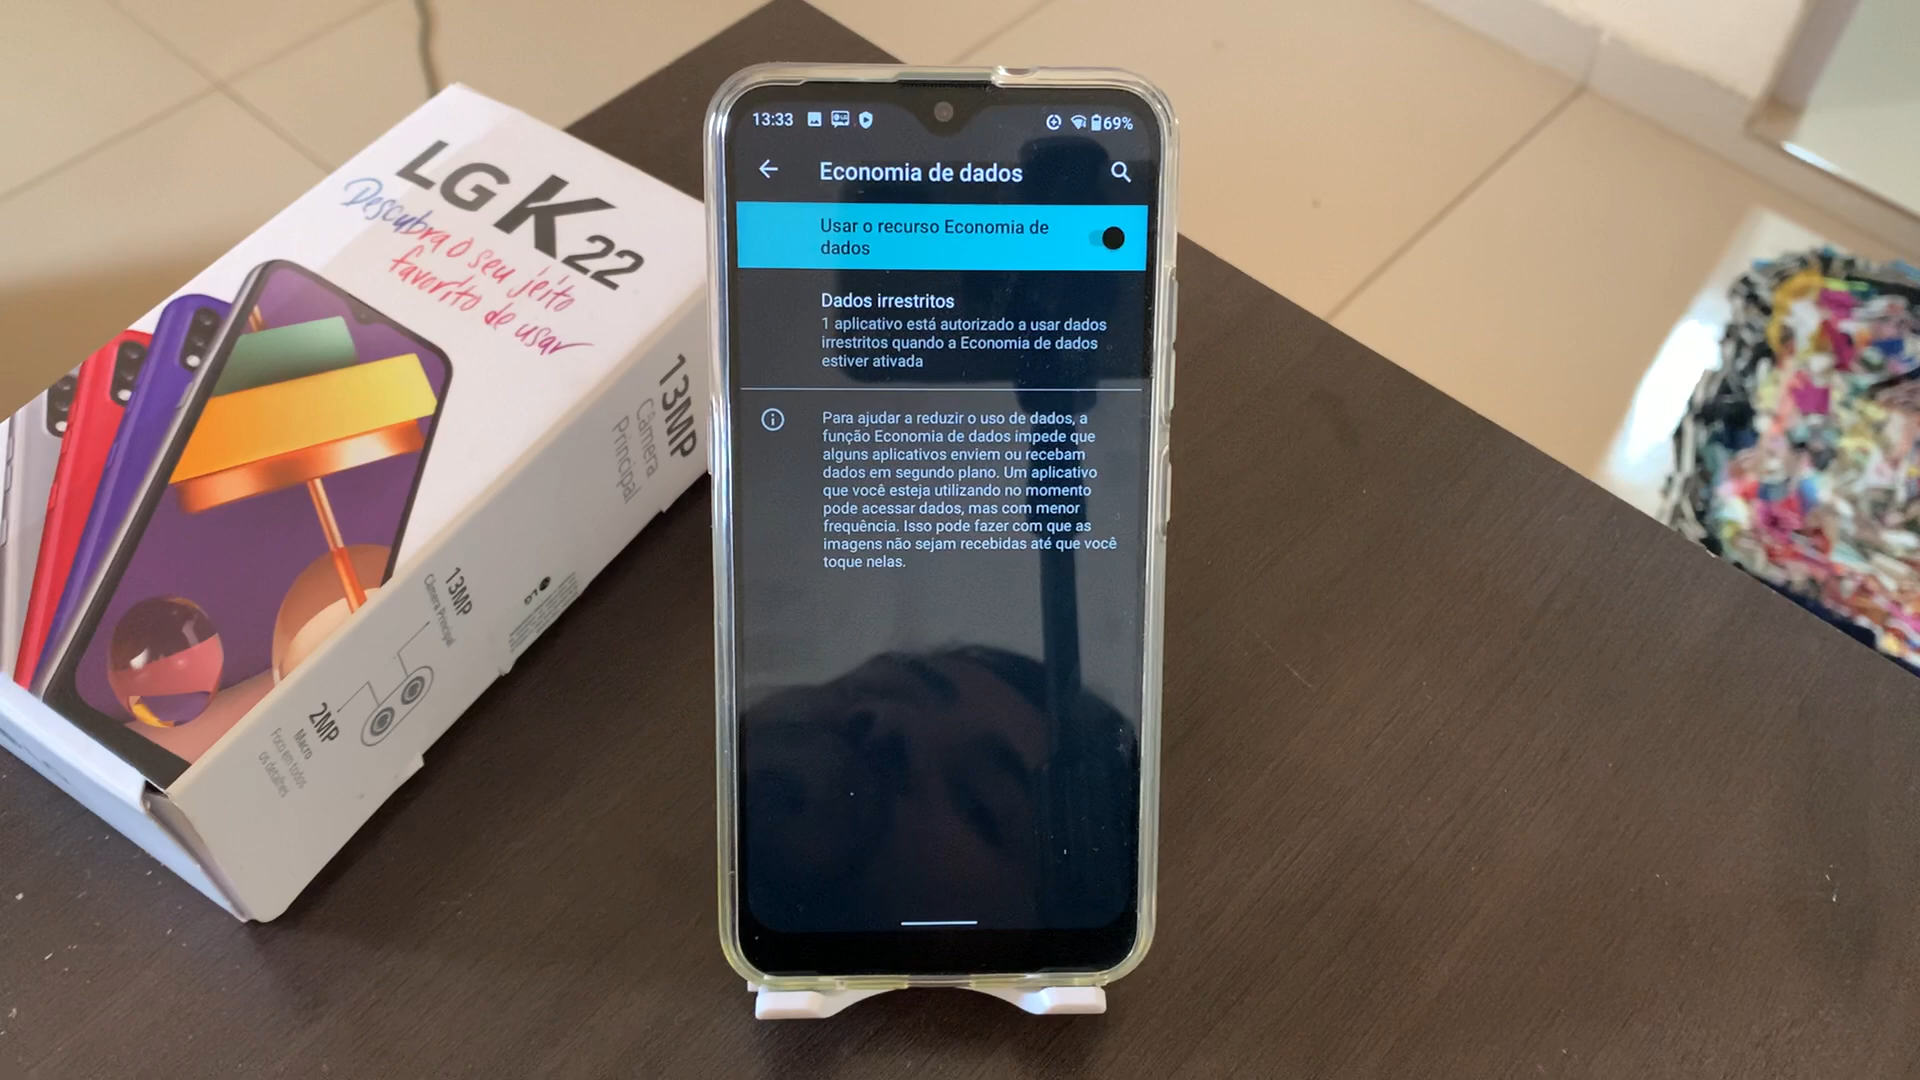 LG K22
Descubra o seu jeito
favorito de usar
13MP
Câmera
Principal
13MP
Câmera Principal
2MP
Macro
Foco em todos
os detalhes
LG
13:33
69%
Economia de dados
Usar o recurso Economia de
dados
Dados irrestritos
1 aplicativo está autorizado a usar dados
irrestritos quando a Economia de dados
estiver ativada
Para ajudar a reduzir o uso de dados, a
função Economia de dados impede que
alguns aplicativos enviem ou recebam
dados em segundo plano. Um aplicativo
que você esteja utilizando no momento
pode acessar dados, mas com menor
frequência. Isso pode fazer com que as
imagens não sejam recebidas até que você
toque nelas.